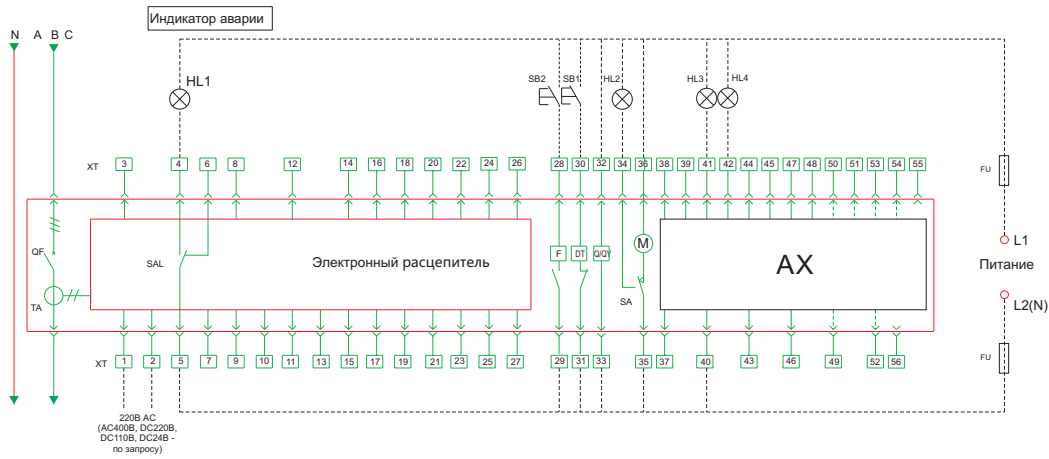 Индикатор аварии
N A B C
HL1
SB2 SB1 HL2 HL3 HL4
XT 3 4 6 8 12 14 16 18 20 22 24 26 28 30 32 34 36 38 39 41 42 44 45 47 48 50 51 53 54 55
FU
QF
SAL
Электронный расцепитель
F DT Q/QY
M
SA
AX
TA
L1
Питание
L2(N)
XT 1 2 5 7 9 10 11 13 15 17 19 21 23 25 27 29 31 33 35 37 40 43 46 49 52 56
FU
220В AC
(AC400В, DC220В,
DC110В, DC24В -
по запросу)